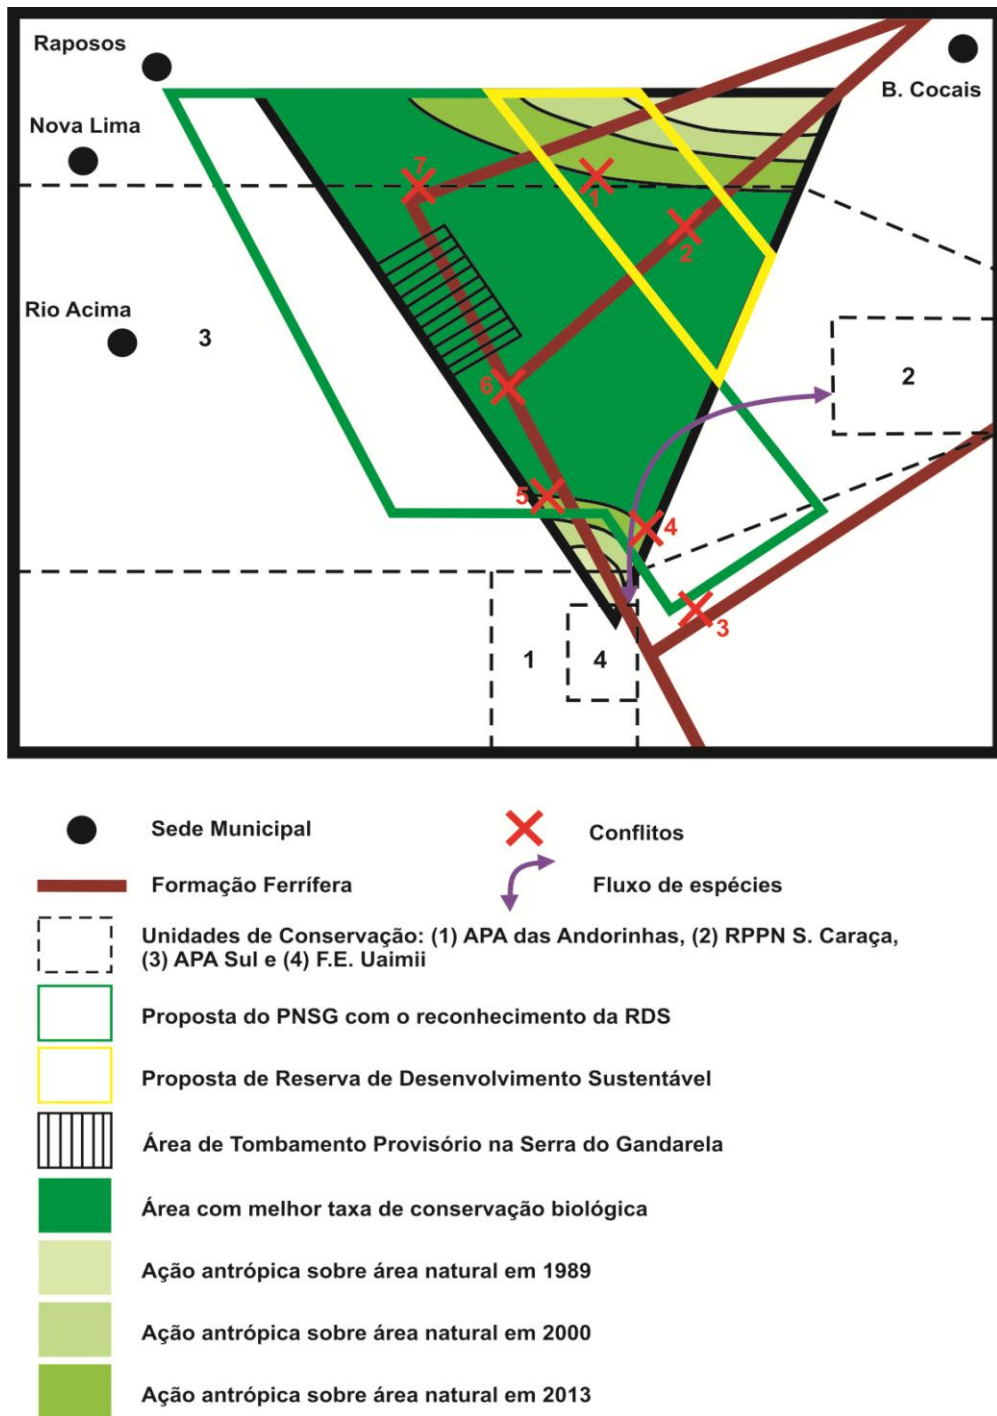 Raposos
B. Cocais
Nova Lima
7
1
2
Rio Acima
3
2
6
5
4
3
1
4
Sede Municipal
Conflitos
Formação Ferrífera
Fluxo de espécies
Unidades de Conservação: (1) APA das Andorinhas, (2) RPPN S. Caraça,
(3) APA Sul e (4) F.E. Uaimii
Proposta do PNSG com o reconhecimento da RDS
Proposta de Reserva de Desenvolvimento Sustentável
Área de Tombamento Provisório na Serra do Gandarela
Área com melhor taxa de conservação biológica
Ação antrópica sobre área natural em 1989
Ação antrópica sobre área natural em 2000
Ação antrópica sobre área natural em 2013